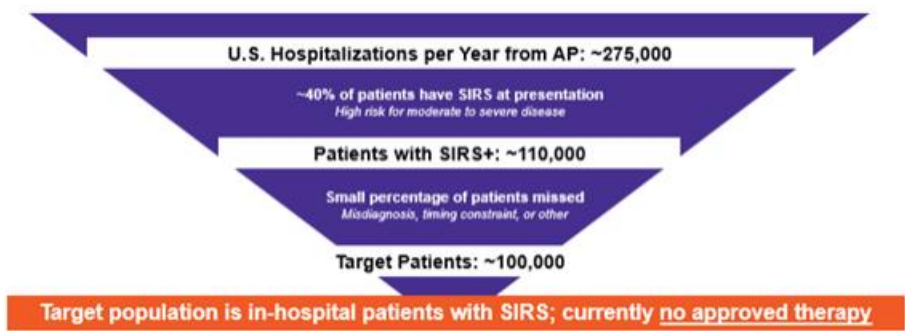 U.S. Hospitalizations per Year from AP: ~275,000
~40% of patients have SIRS at presentation
High risk for moderate to severe disease
Patients with SIRS+: ~110,000
Small percentage of patients missed
Misdiagnosis, timing constraint, or other
Target Patients: ~100,000
Target population is in-hospital patients with SIRS; currently no approved therapy